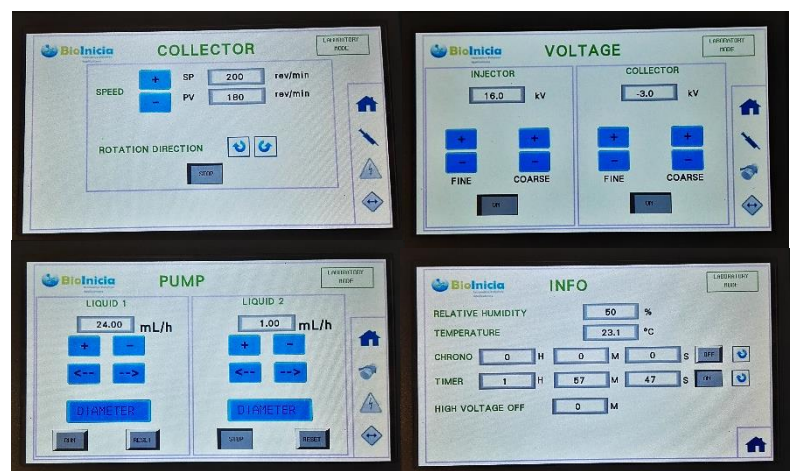 BioInicia COLLECTOR LABORATORY MODE
SPEED + SP 200 rev/min
- PV 180 rev/min
ROTATION DIRECTION
STOP
BioInicia VOLTAGE LABORATORY MODE
INJECTOR
16.0 kV
+ +
- -
FINE COARSE
ON
COLLECTOR
-3.0 kV
+ +
- -
FINE COARSE
ON
BioInicia PUMP LABORATORY MODE
LIQUID 1
24.00 mL/h
+ -
<-- -->
DIAMETER
RUN RESET
LIQUID 2
1.00 mL/h
+ -
<-- -->
DIAMETER
STOP RESET
BioInicia INFO LABORATORY MODE
RELATIVE HUMIDITY 50 %
TEMPERATURE 23.1 °C
CHRONO 0 H 0 M 0 S OFF
TIMER 1 H 57 M 47 S ON
HIGH VOLTAGE OFF 0 M